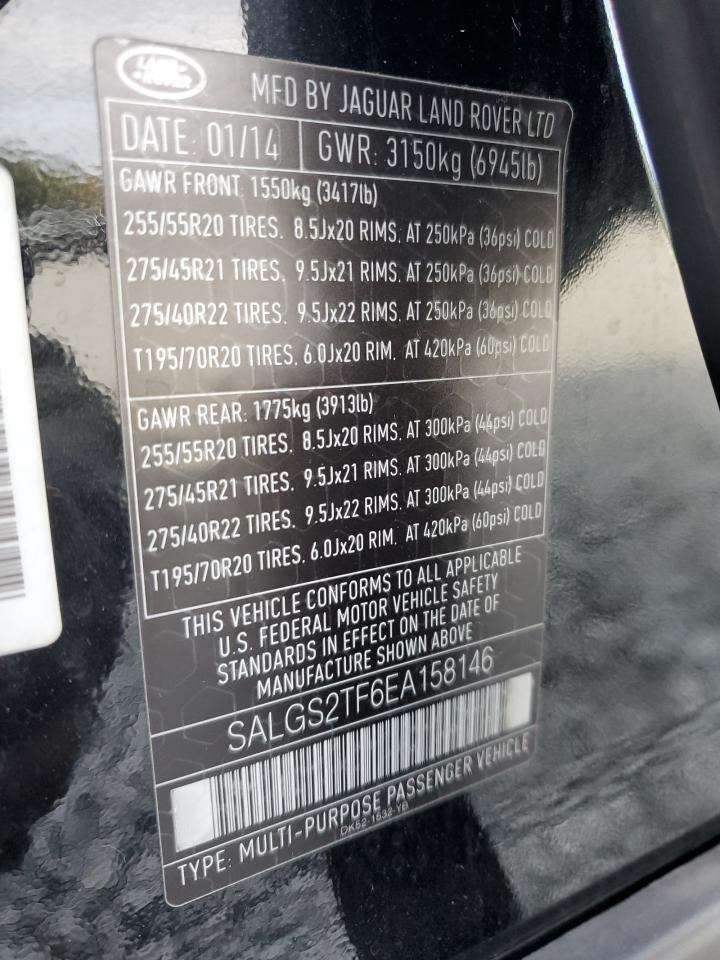 LAND-
ROVER
MFD BY JAGUAR LAND ROVER LTD
DATE: 01/14 GWR: 3150kg (6945lb)
GAWR FRONT: 1550kg (3417lb)
255/55R20 TIRES. 8.5Jx20 RIMS. AT 250kPa (36psi) COLD
275/45R21 TIRES. 9.5Jx21 RIMS. AT 250kPa (36psi) COLD
275/40R22 TIRES. 9.5Jx22 RIMS. AT 250kPa (36psi) COLD
T195/70R20 TIRES. 6.0Jx20 RIM. AT 420kPa (60psi) COLD
GAWR REAR: 1775kg (3913lb)
255/55R20 TIRES. 8.5Jx20 RIMS. AT 300kPa (44psi) COLD
275/45R21 TIRES. 9.5Jx21 RIMS. AT 300kPa (44psi) COLD
275/40R22 TIRES. 9.5Jx22 RIMS. AT 300kPa (44psi) COLD
T195/70R20 TIRES. 6.0Jx20 RIM. AT 420kPa (60psi) COLD
THIS VEHICLE CONFORMS TO ALL APPLICABLE
U.S. FEDERAL MOTOR VEHICLE SAFETY
STANDARDS IN EFFECT ON THE DATE OF
MANUFACTURE SHOWN ABOVE
SALGS2TF6EA158146
TYPE: MULTI-PURPOSE PASSENGER VEHICLE
DK52-1532-YB